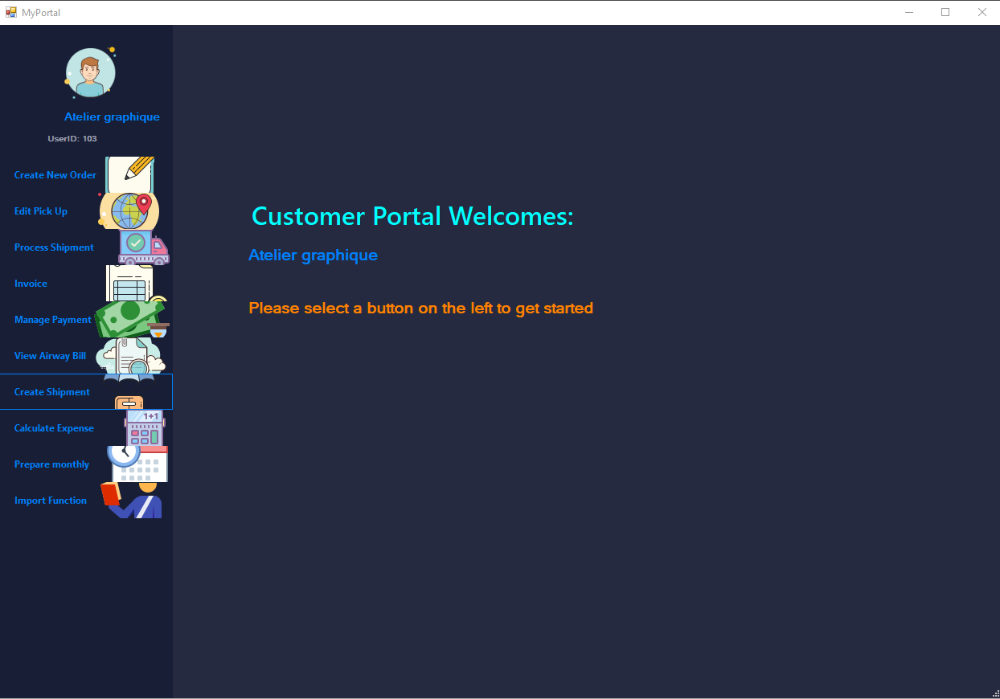 MyPortal
Atelier graphique
UserID: 103
Create New Order
Edit Pick Up
Process Shipment
Invoice
Manage Payment
View Airway Bill
Create Shipment
Calculate Expense
1+1
Prepare monthly
Import Function
Customer Portal Welcomes:
Atelier graphique
Please select a button on the left to get started